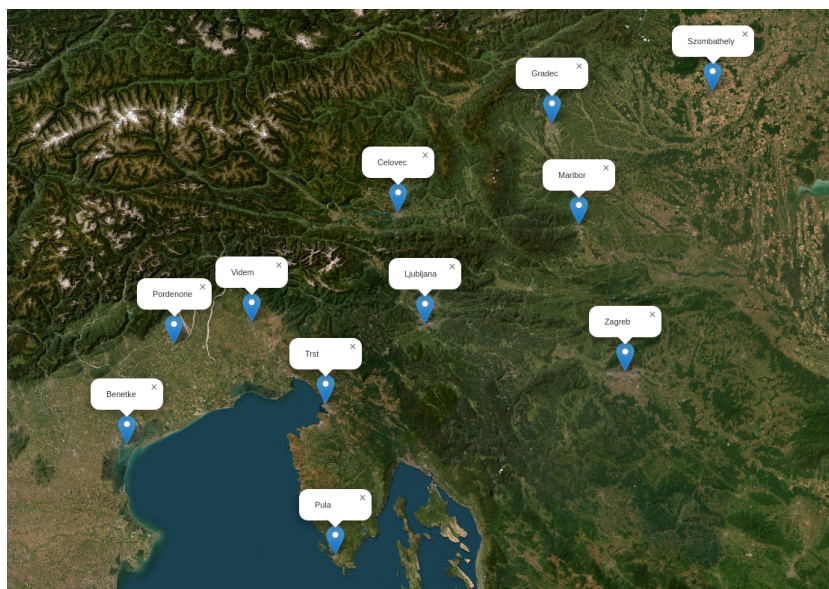 Szombathely
Gradec
Celovec
Maribor
Videm
Ljubljana
Pordenone
Zagreb
Trst
Benetke
Pula